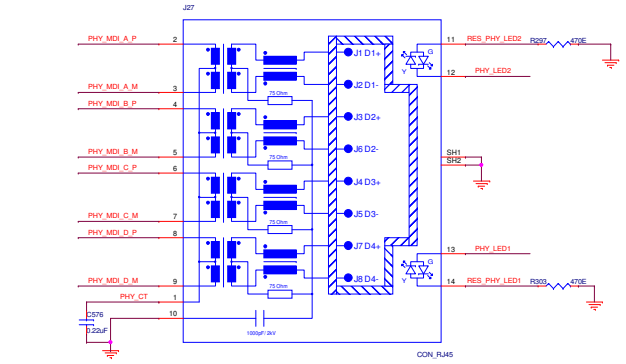 J27
PHY_MDI_A_P 2 J1 D1+ G 11 RES_PHY_LED2 R297 470E
Y 12 PHY_LED2
PHY_MDI_A_M 3 J2 D1-
75 Ohm
PHY_MDI_B_P 4 J3 D2+
PHY_MDI_B_M 5 J6 D2- SH1
75 Ohm SH2
PHY_MDI_C_P 6 J4 D3+
PHY_MDI_C_M 7 J5 D3-
75 Ohm
PHY_MDI_D_P 8 J7 D4+ 13 PHY_LED1
G
Y
PHY_MDI_D_M 9 J8 D4- 14 RES_PHY_LED1 R303 470E
75 Ohm
PHY_CT 1
C576 10
0.22uF 1000pF/ 2kV
CON_RJ45